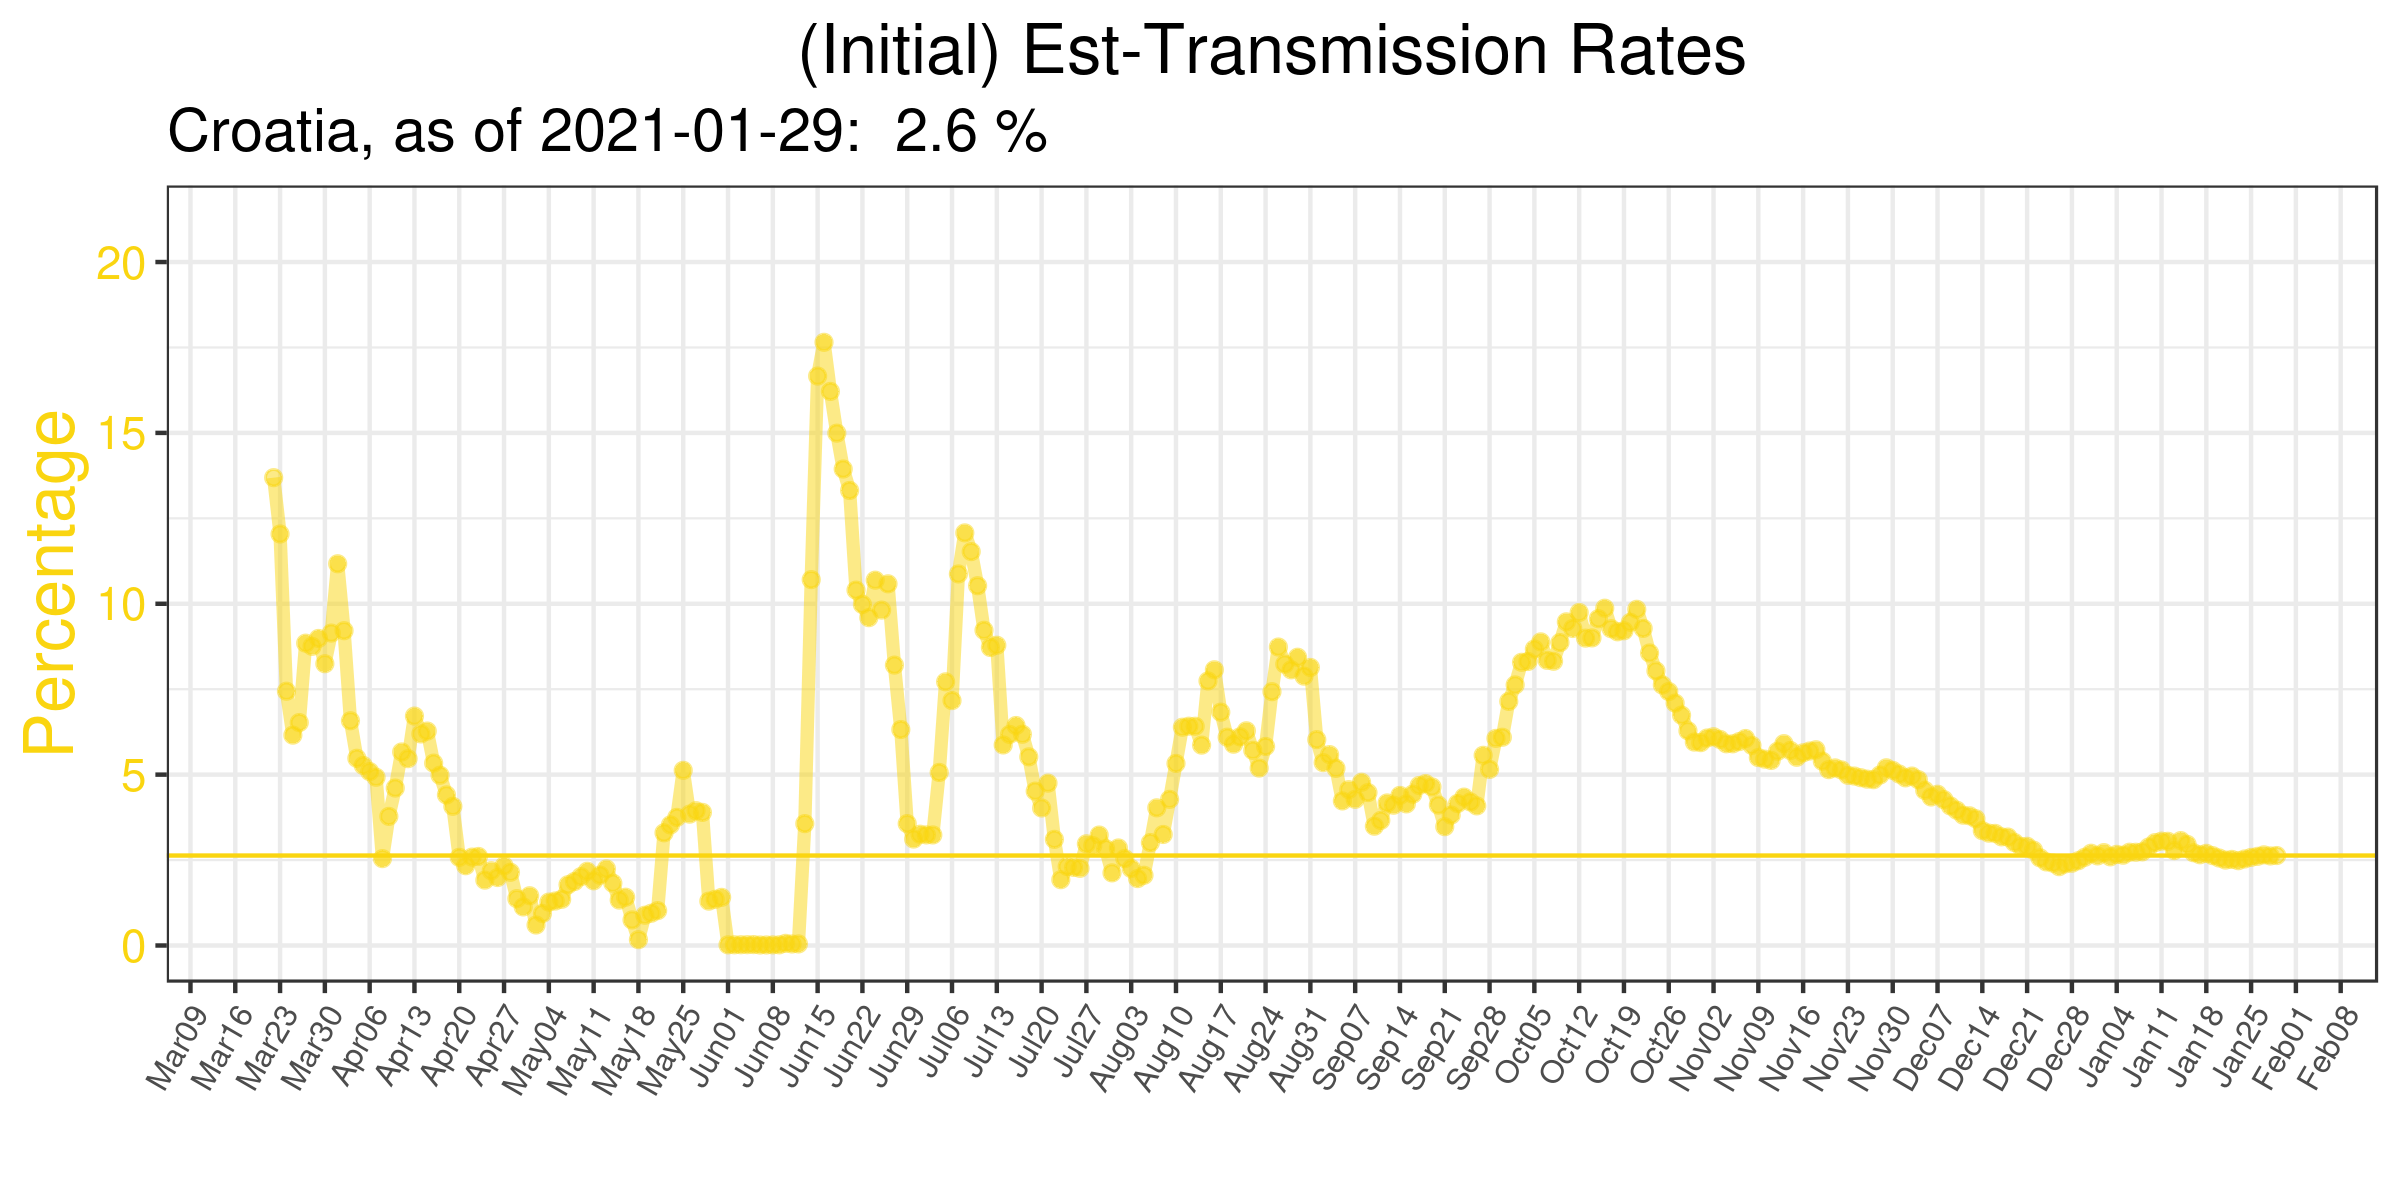 (Initial) Est-Transmission Rates
Croatia, as of 2021-01-29:  2.6 %
Percentage
20
15
10
5
0
Mar09
Mar16
Mar23
Mar30
Apr06
Apr13
Apr20
Apr27
May04
May11
May18
May25
Jun01
Jun08
Jun15
Jun22
Jun29
Jul06
Jul13
Jul20
Jul27
Aug03
Aug10
Aug17
Aug24
Aug31
Sep07
Sep14
Sep21
Sep28
Oct05
Oct12
Oct19
Oct26
Nov02
Nov09
Nov16
Nov23
Nov30
Dec07
Dec14
Dec21
Dec28
Jan04
Jan11
Jan18
Jan25
Feb01
Feb08